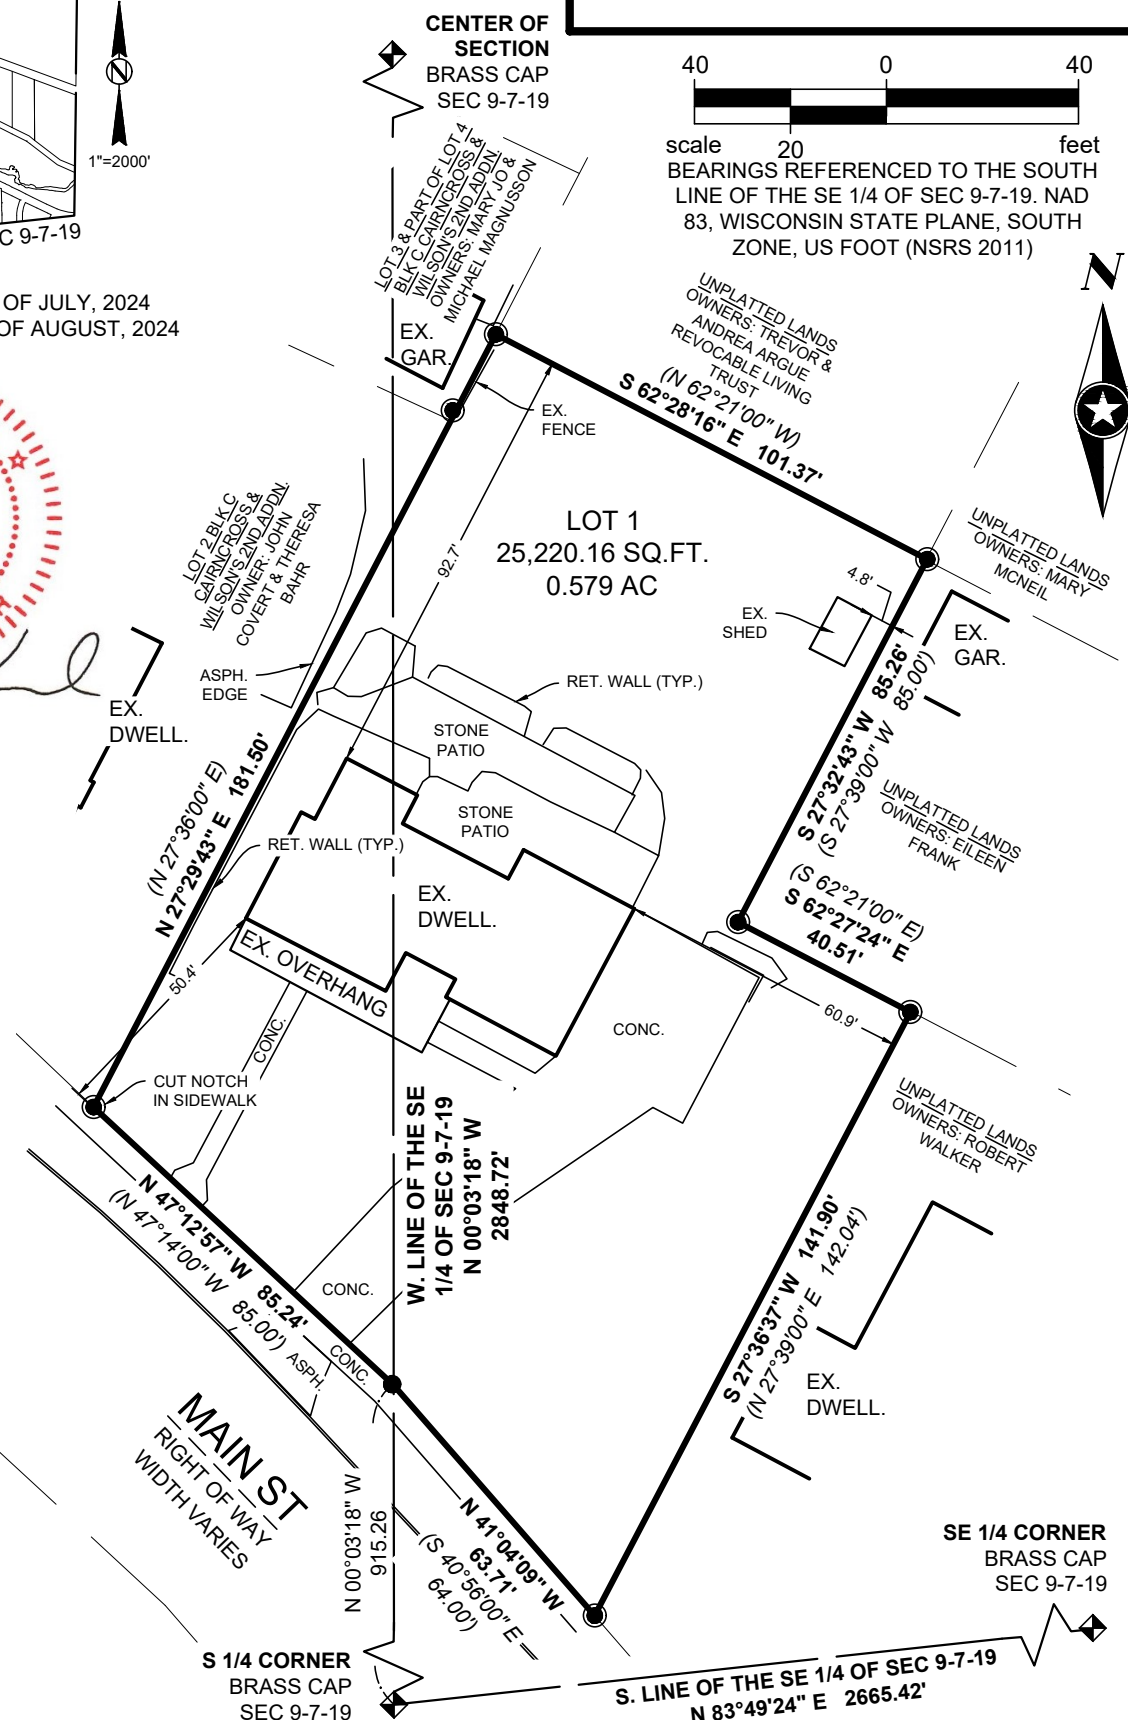 CENTER OF
SECTION
BRASS CAP
SEC 9-7-19
40 0 40
scale 20 feet
BEARINGS REFERENCED TO THE SOUTH
LINE OF THE SE 1/4 OF SEC 9-7-19. NAD
83, WISCONSIN STATE PLANE, SOUTH
ZONE, US FOOT (NSRS 2011)
N
1"=2000'
C 9-7-19
OF JULY, 2024
OF AUGUST, 2024
N
LOT 3 & PART OF LOT 4
BLK C CAIRNCROSS &
WILSON'S 2ND ADDN.
OWNERS: MARY JO &
MICHAEL MAGNUSSON
EX.
GAR.
UNPLATTED LANDS
OWNERS: TREVOR &
ANDREA ARGUE
REVOCABLE LIVING
TRUST
(N 62°21'00" W)
S 62°28'16" E 101.37'
EX.
FENCE
LOT 1
25,220.16 SQ.FT.
0.579 AC
92.7'
LOT 2 BLK C
CAIRNCROSS &
WILSON'S 2ND ADDN.
OWNER: JOHN
COVERT & THERESA
BAHR
UNPLATTED LANDS
OWNERS: MARY
MCNEIL
4.8'
EX.
SHED
EX.
GAR.
ASPH.
EDGE
EX.
DWELL.
RET. WALL (TYP.)
STONE
PATIO
S 27°32'43" W 85.26'
(S 27°39'00" W 85.00')
(N 27°36'00" E)
N 27°29'43" E 181.50'
STONE
PATIO
RET. WALL (TYP.)
UNPLATTED LANDS
OWNERS: EILEEN
FRANK
EX.
DWELL.
(S 62°21'00" E)
S 62°27'24" E
40.51'
EX. OVERHANG
50.4'
60.9'
CONC.
CONC.
CUT NOTCH
IN SIDEWALK
W. LINE OF THE SE
1/4 OF SEC 9-7-19
N 00°03'18" W
2848.72'
UNPLATTED LANDS
OWNERS: ROBERT
WALKER
N 47°12'57" W 85.24'
(N 47°14'00" W 85.00')
CONC.
CONC.
ASPH.
S 27°36'37" W 141.90'
(N 27°39'00" E 142.04')
EX.
DWELL.
MAIN ST
RIGHT OF WAY
WIDTH VARIES
N 00°03'18" W
915.26
N 41°04'09" W
63.71'
(S 40°56'00" E
64.00')
SE 1/4 CORNER
BRASS CAP
SEC 9-7-19
S 1/4 CORNER
BRASS CAP
SEC 9-7-19
S. LINE OF THE SE 1/4 OF SEC 9-7-19
N 83°49'24" E 2665.42'